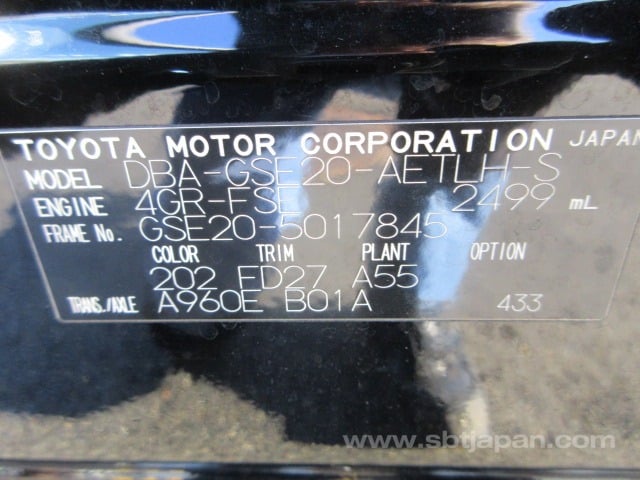 TOYOTA MOTOR CORPORATION JAPAN
MODEL DBA-GSE20-AETLH-S
ENGINE 4GR-FSE 2499 mL
FRAME No. GSE20-5017845
COLOR TRIM PLANT OPTION
202 FD27 A55
TRANS./AXLE A960E B01A 433
www.sbtjapan.com